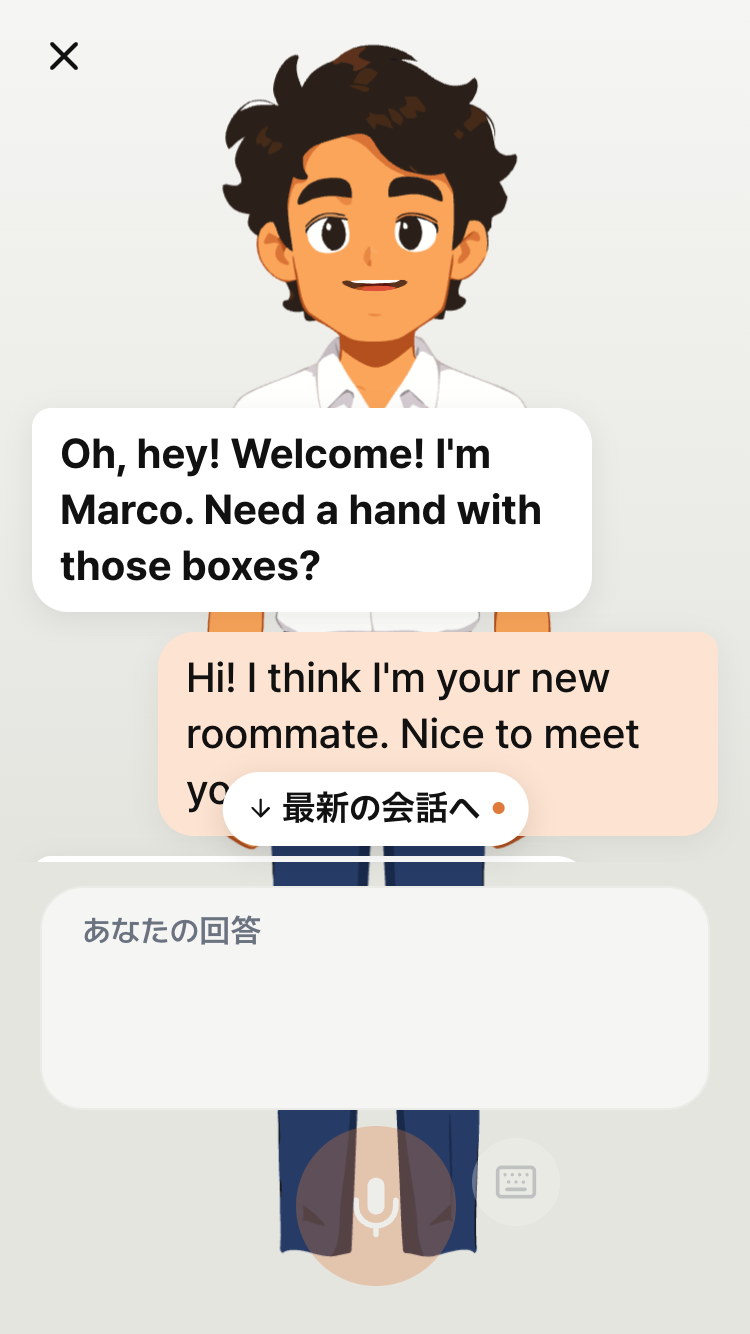 Oh, hey! Welcome! I'm
Marco. Need a hand with
those boxes?
Hi! I think I'm your new
roommate. Nice to meet
最新の会話へ
あなたの回答